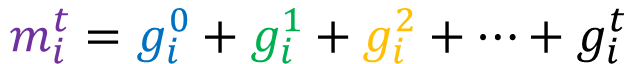 m_i^t = g_i^0 + g_i^1 + g_i^2 + ⋯ + g_i^t